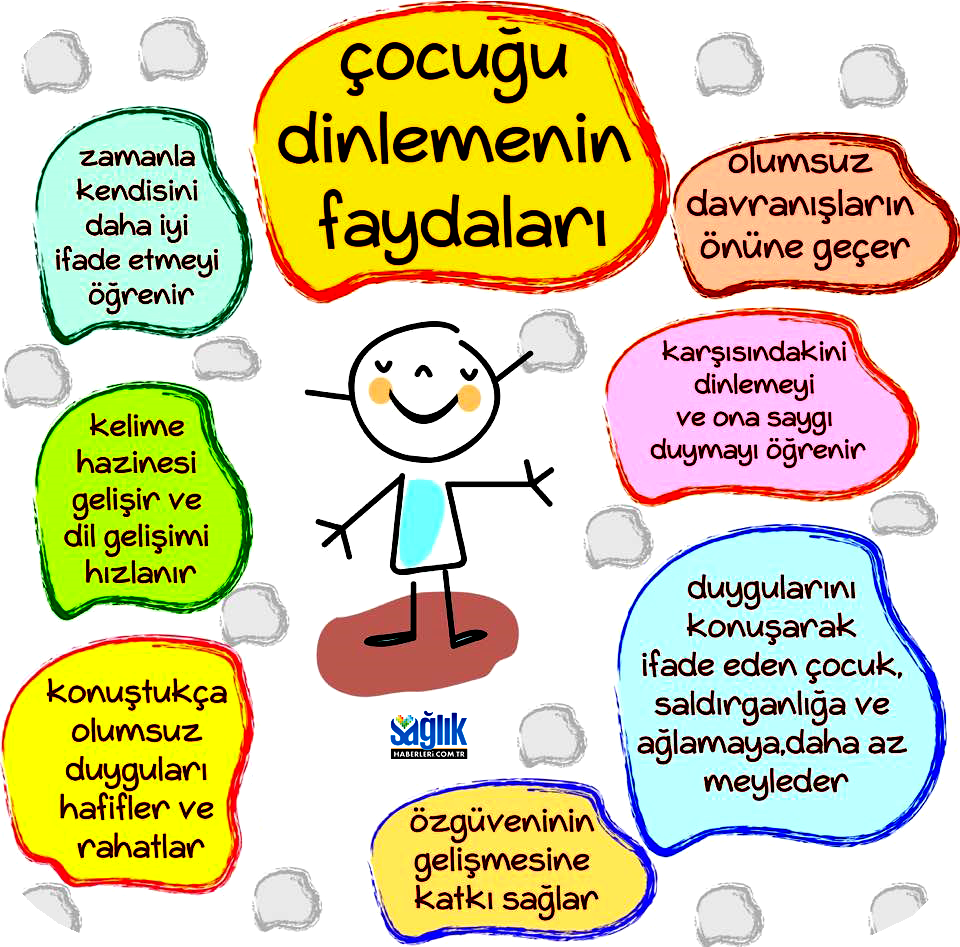 çocuğu
dinlemenin
faydaları
zamanla
kendisini
daha iyi
ifade etmeyi
öğrenir
olumsuz
davranışların
önüne geçer
karşısındakini
dinlemeyi
ve ona saygı
duymayı öğrenir
kelime
hazinesi
gelişir ve
dil gelişimi
hızlanır
duygularını
konuşarak
ifade eden çocuk,
saldırganlığa ve
ağlamaya,daha az
meyleder
konuştukça
olumsuz
duyguları
hafifler ve
rahatlar
sağlık
HABERLERİ.COM.TR
özgüveninin
gelişmesine
katkı sağlar